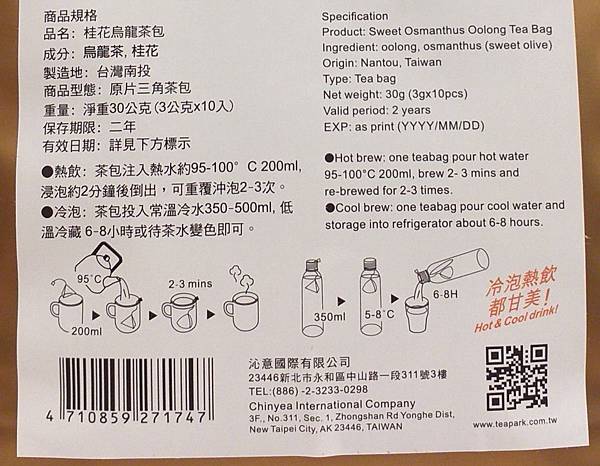 商品規格
品名: 桂花烏龍茶包
成分: 烏龍茶, 桂花
製造地: 台灣南投
商品型態: 原片三角茶包
重量: 淨重30公克(3公克x10入)
保存期限: 二年
有效日期: 詳見下方標示
●熱飲: 茶包注入熱水約95-100°C 200ml,
浸泡約2分鐘後倒出，可重覆沖泡2-3次。
●冷泡: 茶包投入常溫冷水350-500ml, 低
溫冷藏 6-8小時或待茶水變色即可。
Specification
Product: Sweet Osmanthus Oolong Tea Bag
Ingredient: oolong, osmanthus (sweet olive)
Origin: Nantou, Taiwan
Type: Tea bag
Net weight: 30g (3gx10pcs)
Valid period: 2 years
EXP: as print (YYYY/MM/DD)
●Hot brew: one teabag pour hot water
95-100°C 200ml, brew 2- 3 mins and
re-brewed for 2-3 times.
●Cool brew: one teabag pour cool water and
storage into refrigerator about 6-8 hours.
95°C
200ml
2-3 mins
350ml
5-8°C
6-8H
冷泡熱飲
都甘美!
Hot & Cool drink!
4 710859 271747
沁意國際有限公司
23446新北市永和區中山路一段311號3樓
TEL:(886) -2-3233-0298
Chinyea International Company
3F., No.311, Sec. 1, Zhongshan Rd Yonghe Dist,
New Taipei City, AK 23446, TAIWAN
www.teapark.com.tw